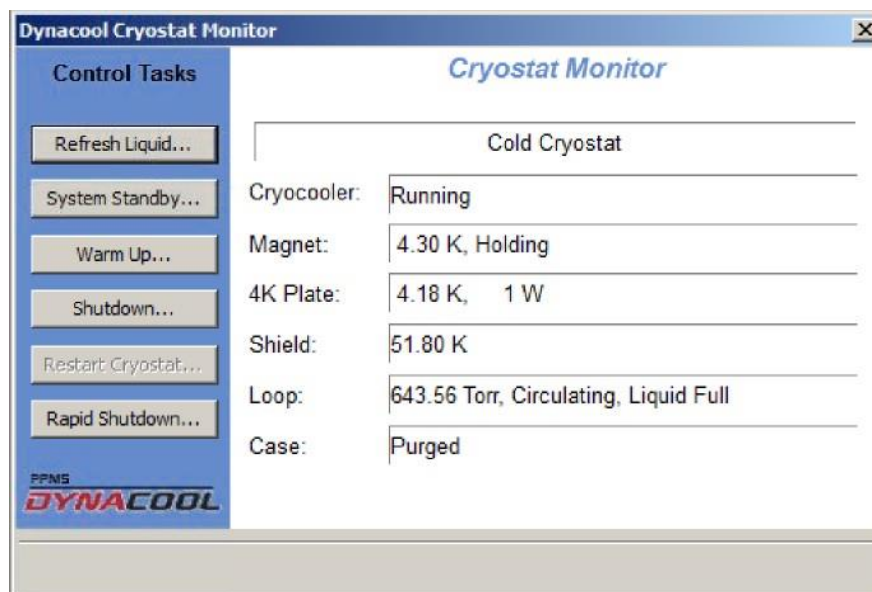 Dynacool Cryostat Monitor
Control Tasks
Refresh Liquid...
System Standby...
Warm Up...
Shutdown...
Restart Cryostat...
Rapid Shutdown...
PPMS
DYNACOOL
Cryostat Monitor
Cold Cryostat
Cryocooler: Running
Magnet: 4.30 K, Holding
4K Plate: 4.18 K, 1 W
Shield: 51.80 K
Loop: 643.56 Torr, Circulating, Liquid Full
Case: Purged